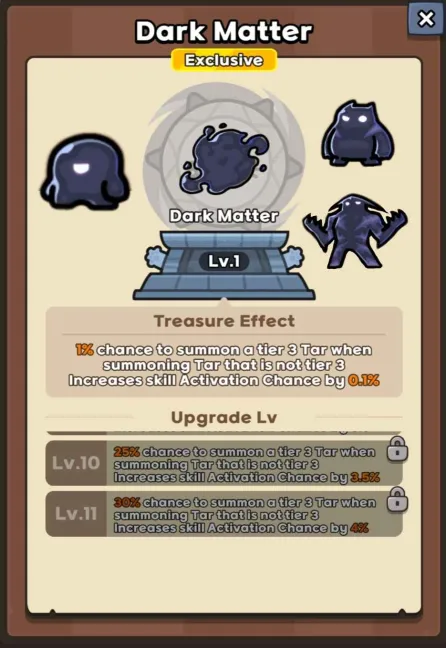 Dark Matter
Exclusive
Dark Matter
Lv.1
Treasure Effect
1% chance to summon a tier 3 Tar when
summoning Tar that is not tier 3
Increases skill Activation Chance by 0.1%
Upgrade Lv
Lv.10
25% chance to summon a tier 3 Tar when
summoning Tar that is not tier 3
Increases skill Activation Chance by 3.5%
Lv.11
30% chance to summon a tier 3 Tar when
summoning Tar that is not tier 3
Increases skill Activation Chance by 4%